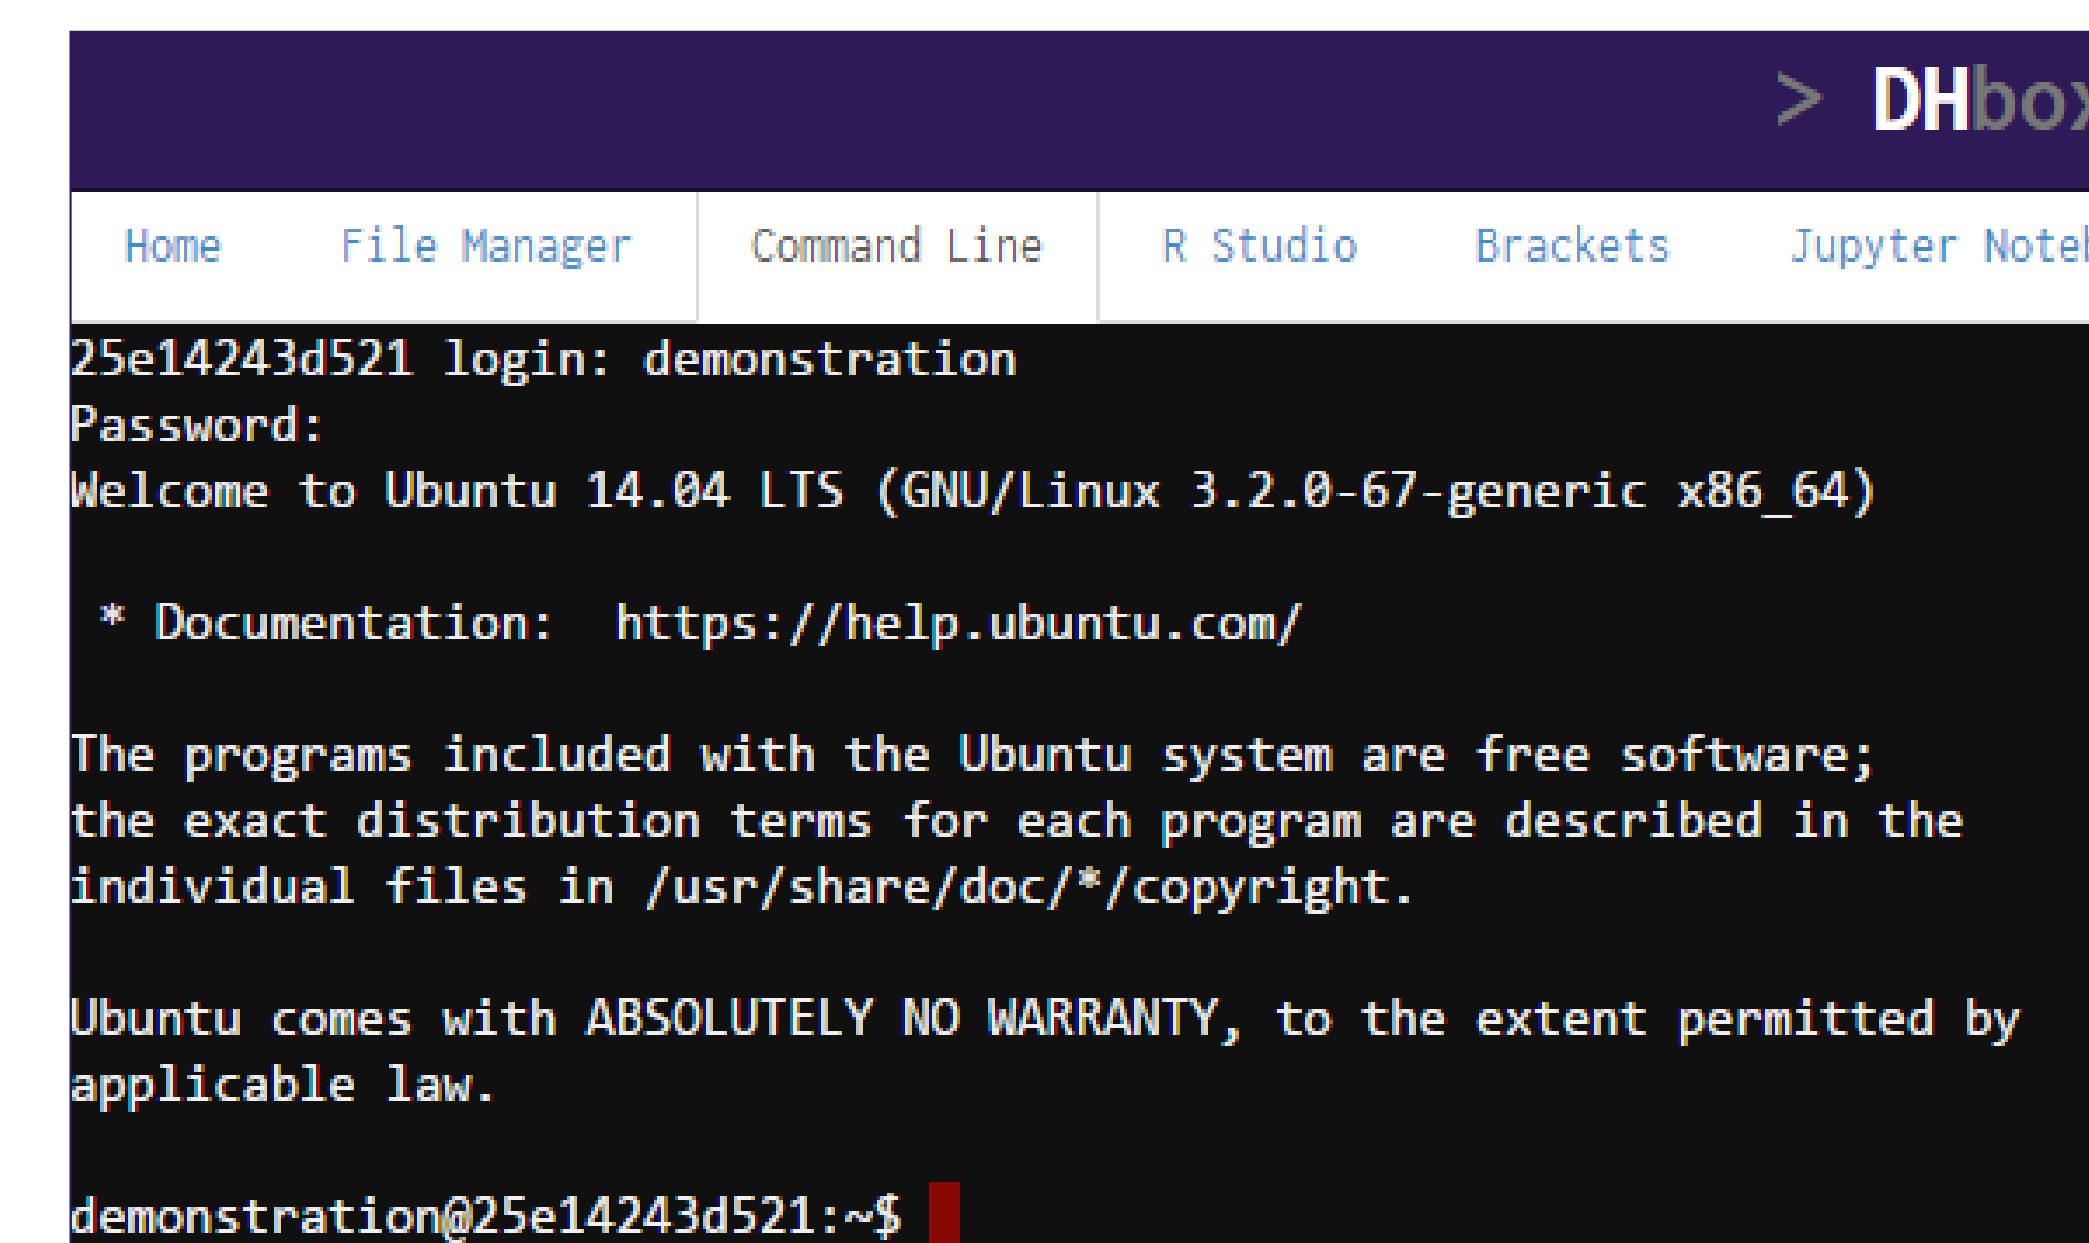 > DHbox
Home File Manager Command Line R Studio Brackets Jupyter
25e14243d521 login: demonstration
Password:
Welcome to Ubuntu 14.04 LTS (GNU/Linux 3.2.0-67-generic x86_64)
* Documentation:  https://help.ubuntu.com/
The programs included with the Ubuntu system are free software;
the exact distribution terms for each program are described in the
individual files in /usr/share/doc/*/copyright.
Ubuntu comes with ABSOLUTELY NO WARRANTY, to the extent permitted by
applicable law.
demonstration@25e14243d521:~$